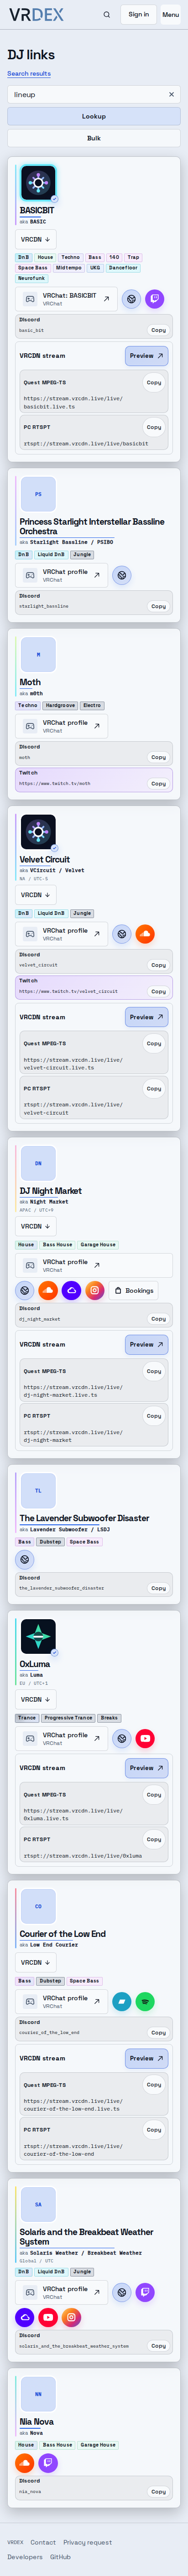 VRDEX
Sign in
Menu
DJ links
Search results
lineup
Lookup
Bulk
BASICBIT
aka BASIC
VRCDN ↓
DnB House Techno Bass 140 Trap
Space Bass Midtempo UKG Dancefloor
Neurofunk
VRChat: BASICBIT
VRChat
Discord
basic_bit
Copy
VRCDN stream
Preview
Quest MPEG-TS
Copy
https://stream.vrcdn.live/live/
basicbit.live.ts
PC RTSPT
Copy
rtspt://stream.vrcdn.live/live/basicbit
PS
Princess Starlight Interstellar Bassline
Orchestra
aka Starlight Bassline / PSIBO
DnB Liquid DnB Jungle
VRChat profile
VRChat
Discord
starlight_bassline
Copy
M
Moth
aka m0th
Techno Hardgroove Electro
VRChat profile
VRChat
Discord
moth
Copy
Twitch
https://www.twitch.tv/moth
Copy
Velvet Circuit
aka VCircuit / Velvet
NA / UTC-5
VRCDN ↓
DnB Liquid DnB Jungle
VRChat profile
VRChat
Discord
velvet_circuit
Copy
Twitch
https://www.twitch.tv/velvet_circuit
Copy
VRCDN stream
Preview
Quest MPEG-TS
Copy
https://stream.vrcdn.live/live/
velvet-circuit.live.ts
PC RTSPT
Copy
rtspt://stream.vrcdn.live/live/
velvet-circuit
DN
DJ Night Market
aka Night Market
APAC / UTC+9
VRCDN ↓
House Bass House Garage House
VRChat profile
VRChat
Bookings
Discord
dj_night_market
Copy
VRCDN stream
Preview
Quest MPEG-TS
Copy
https://stream.vrcdn.live/live/
dj-night-market.live.ts
PC RTSPT
Copy
rtspt://stream.vrcdn.live/live/
dj-night-market
TL
The Lavender Subwoofer Disaster
aka Lavender Subwoofer / LSDJ
Bass Dubstep Space Bass
Discord
the_lavender_subwoofer_disaster
Copy
0xLuma
aka Luma
EU / UTC+1
VRCDN ↓
Trance Progressive Trance Breaks
VRChat profile
VRChat
VRCDN stream
Preview
Quest MPEG-TS
Copy
https://stream.vrcdn.live/live/
0xluma.live.ts
PC RTSPT
Copy
rtspt://stream.vrcdn.live/live/0xluma
CO
Courier of the Low End
aka Low End Courier
VRCDN ↓
Bass Dubstep Space Bass
VRChat profile
VRChat
Discord
courier_of_the_low_end
Copy
VRCDN stream
Preview
Quest MPEG-TS
Copy
https://stream.vrcdn.live/live/
courier-of-the-low-end.live.ts
PC RTSPT
Copy
rtspt://stream.vrcdn.live/live/
courier-of-the-low-end
SA
Solaris and the Breakbeat Weather
System
aka Solaris Weather / Breakbeat Weather
Global / UTC
DnB Liquid DnB Jungle
VRChat profile
VRChat
Discord
solaris_and_the_breakbeat_weather_system
Copy
NN
Nia Nova
aka Nova
House Bass House Garage House
Discord
nia_nova
Copy
VRDEX Contact Privacy request
Developers GitHub